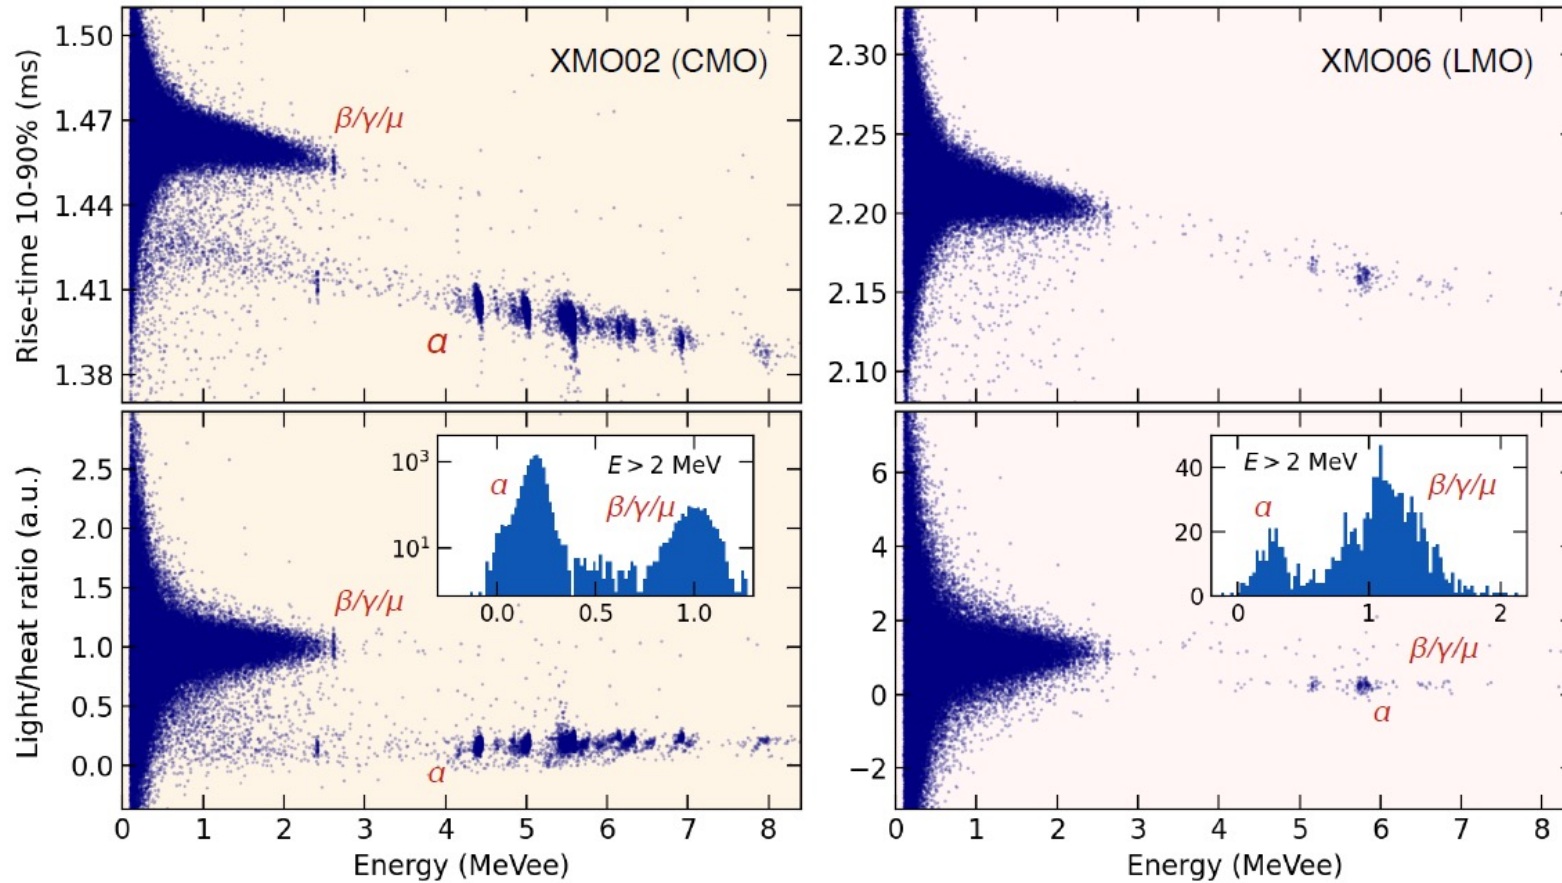 Rise-time 10-90% (ms)
1.50
1.47
1.44
1.41
1.38
XMO02 (CMO)
β/γ/μ
α
2.30
2.25
2.20
2.15
2.10
XMO06 (LMO)
Light/heat ratio (a.u.)
2.5
2.0
1.5
1.0
0.5
0.0
β/γ/μ
α
10³
10¹
E > 2 MeV
α
β/γ/μ
0.0 0.5 1.0
0 1 2 3 4 5 6 7 8
Energy (MeVee)
6
4
2
0
−2
40
20
0
E > 2 MeV
α
β/γ/μ
0 1 2
β/γ/μ
α
0 1 2 3 4 5 6 7 8
Energy (MeVee)